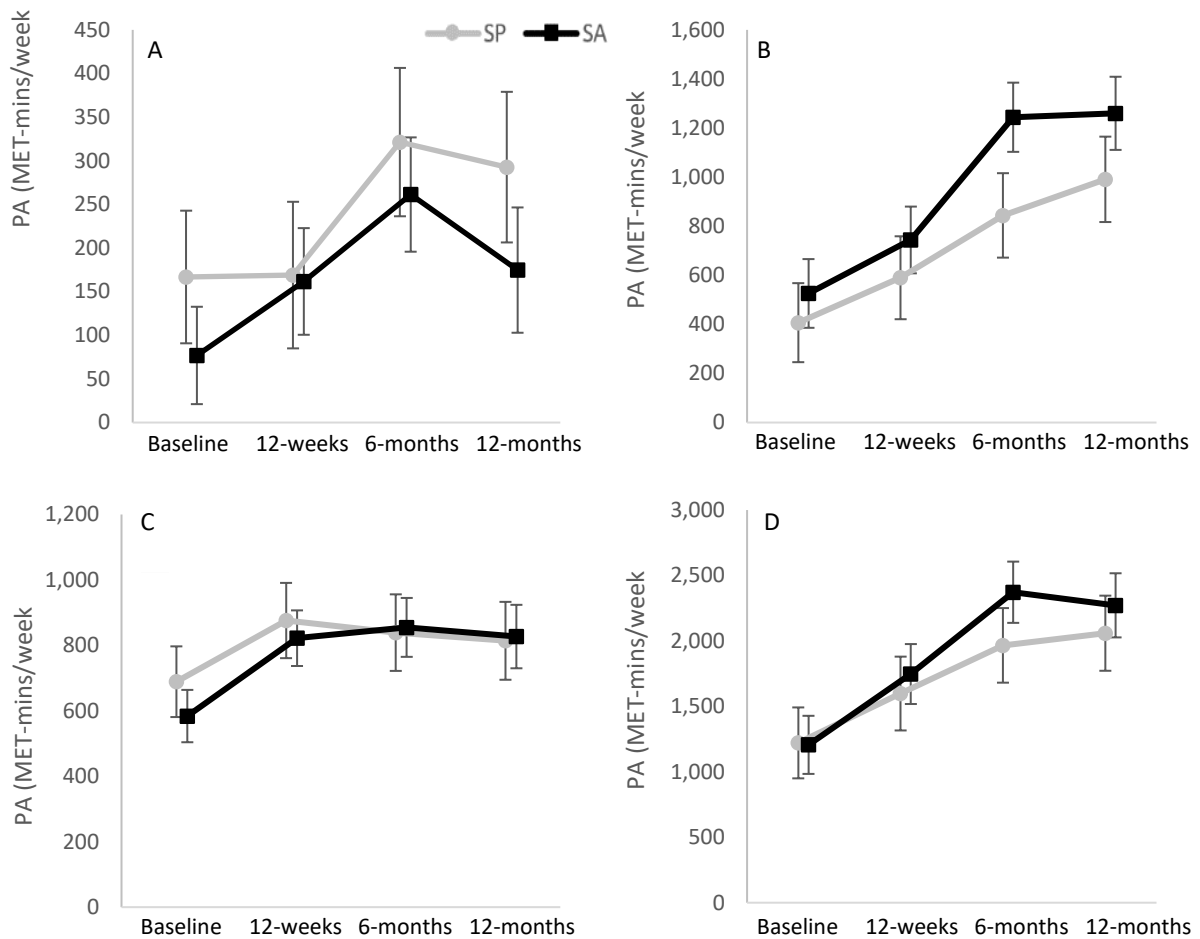 A
SP SA
PA (MET-mins/week
450
400
350
300
250
200
150
100
50
0
Baseline 12-weeks 6-months 12-months
B
PA (MET-mins/week
1,600
1,400
1,200
1,000
800
600
400
200
0
Baseline 12-weeks 6-months 12-months
C
PA (MET-mins/week
1,200
1,000
800
600
400
200
0
Baseline 12-weeks 6-months 12-months
D
PA (MET-mins/week
3,000
2,500
2,000
1,500
1,000
500
0
Baseline 12-weeks 6-months 12-months